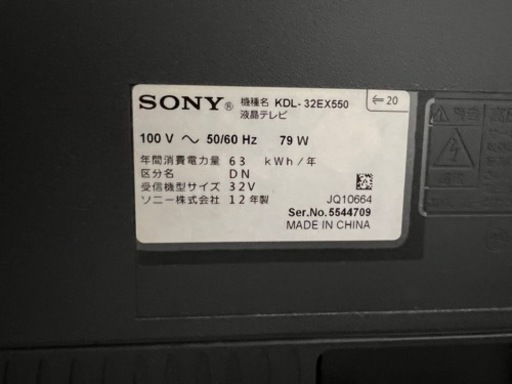 SONY® 機種名 KDL-32EX550
液晶テレビ
⇐ 20
100 V ～ 50/60 Hz 79 W
年間消費電力量 63 kWh/年
区分名 DN
受信機型サイズ 32V
ソニー株式会社 12年製
JQ10664
Ser.No.5544709
MADE IN CHINA